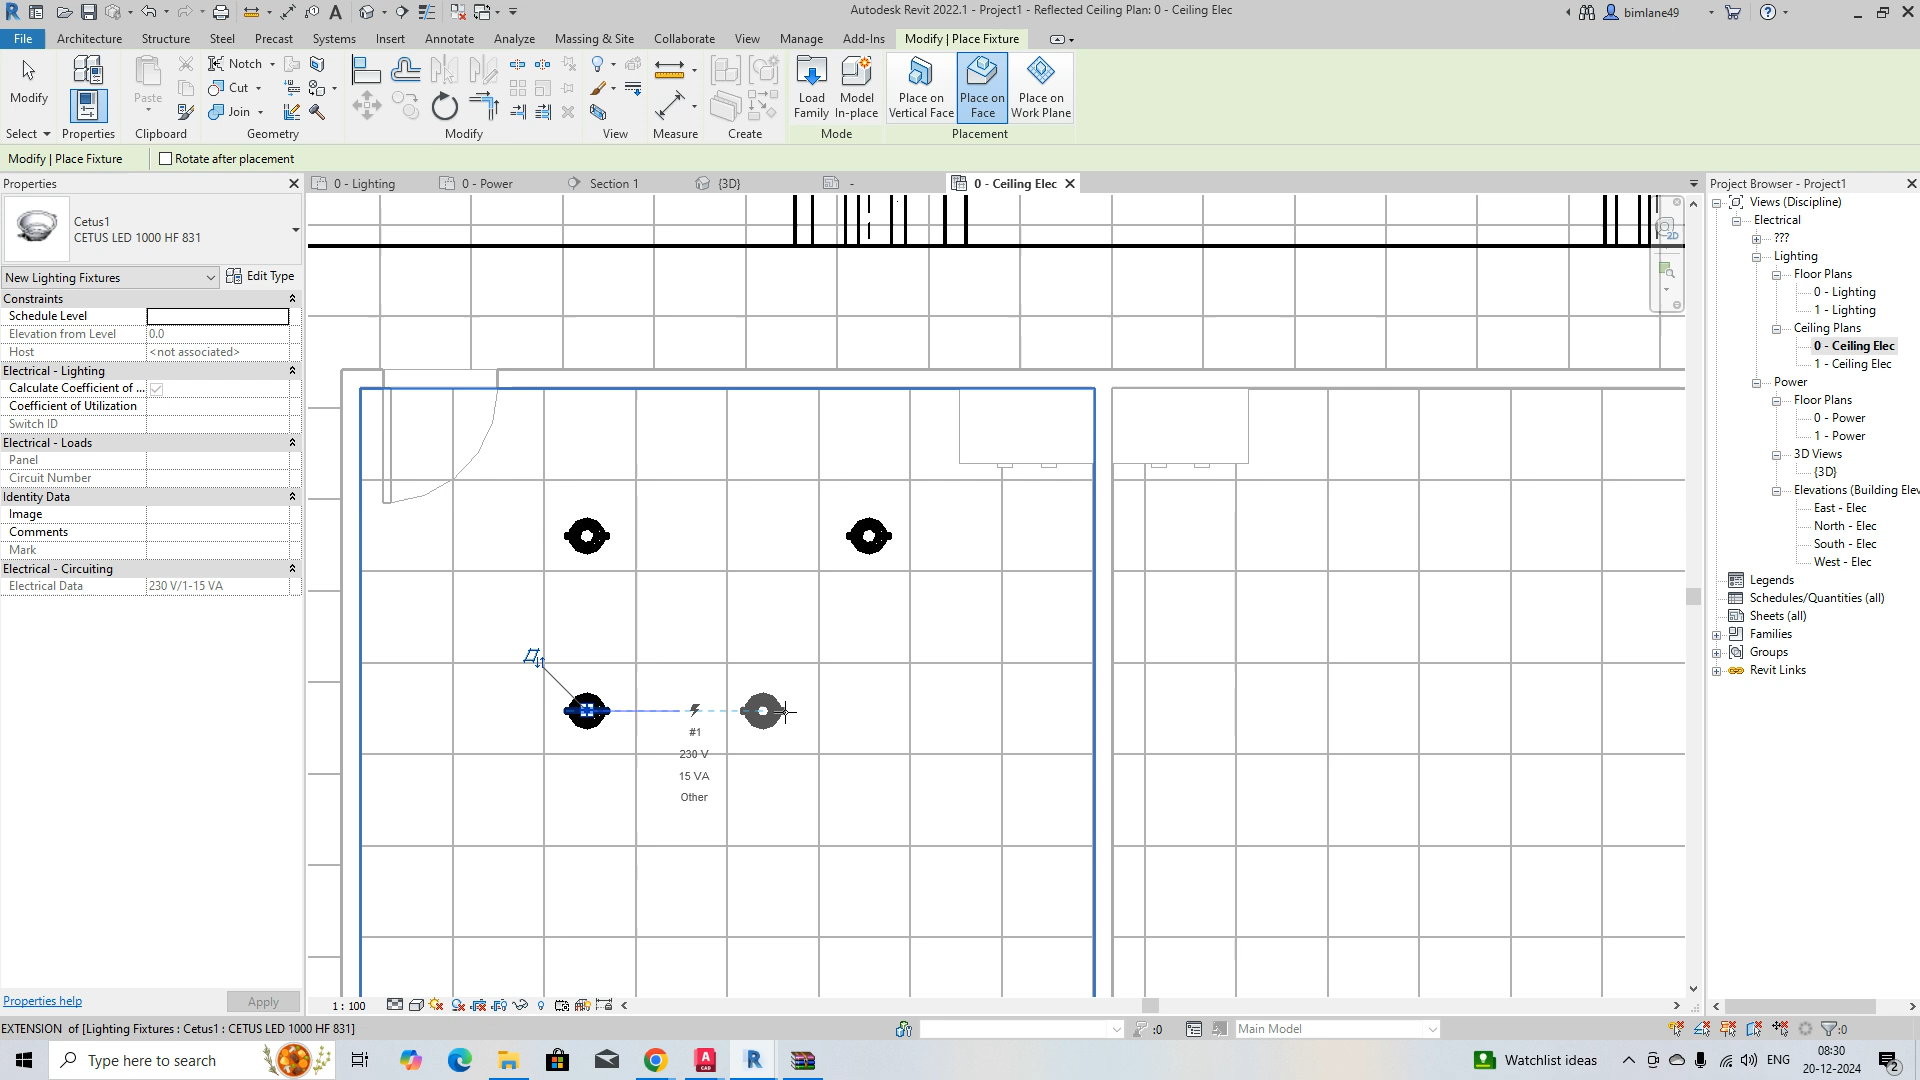 Autodesk Revit 2022.1 - Project1 - Reflected Ceiling Plan: 0 - Ceiling Elec
bimlane49
File
Architecture
Structure
Steel
Precast
Systems
Insert
Annotate
Analyze
Massing & Site
Collaborate
View
Manage
Add-Ins
Modify | Place Fixture
Modify
Paste
Notch
Cut
Join
Load
Family
Model
In-place
Place on
Vertical Face
Place on
Face
Place on
Work Plane
Select
Properties
Clipboard
Geometry
Modify
View
Measure
Create
Mode
Placement
Modify | Place Fixture
Rotate after placement
Properties
0 - Lighting
0 - Power
Section 1
{3D}
-
0 - Ceiling Elec
Project Browser - Project1
Cetus1
CETUS LED 1000 HF 831
New Lighting Fixtures
Edit Type
Constraints
Schedule Level
Elevation from Level 0.0
Host <not associated>
Electrical - Lighting
Calculate Coefficient of ...
Coefficient of Utilization
Switch ID
Electrical - Loads
Panel
Circuit Number
Identity Data
Image
Comments
Mark
Electrical - Circuiting
Electrical Data 230 V/1-15 VA
Properties help
Apply
2D
#1
230 V
15 VA
Other
Views (Discipline)
Electrical
???
Lighting
Floor Plans
0 - Lighting
1 - Lighting
Ceiling Plans
0 - Ceiling Elec
1 - Ceiling Elec
Power
Floor Plans
0 - Power
1 - Power
3D Views
{3D}
Elevations (Building Elev
East - Elec
North - Elec
South - Elec
West - Elec
Legends
Schedules/Quantities (all)
Sheets (all)
Families
Groups
Revit Links
1 : 100
EXTENSION of [Lighting Fixtures : Cetus1 : CETUS LED 1000 HF 831]
:0
Main Model
:0
Type here to search
Watchlist ideas
ENG
08:30
20-12-2024
2